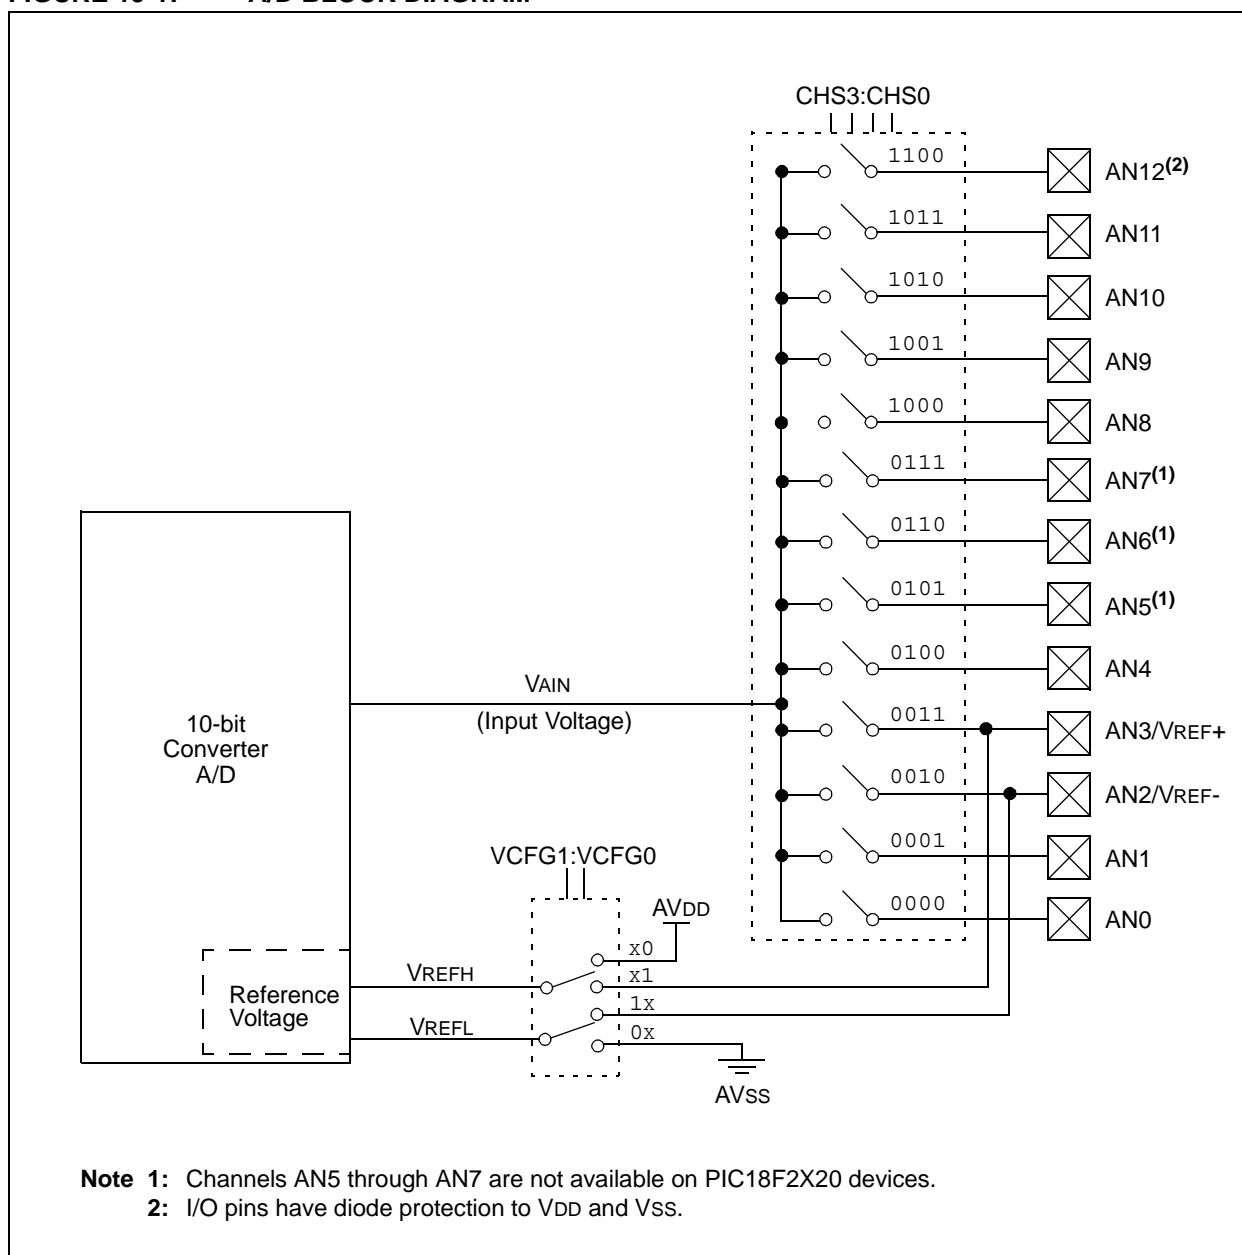 CHS3:CHS0
1100
AN12(2)
1011
AN11
1010
AN10
1001
AN9
1000
AN8
0111
AN7(1)
0110
AN6(1)
0101
AN5(1)
0100
AN4
VAIN
(Input Voltage)
0011
AN3/VREF+
10-bit
Converter
A/D
0010
AN2/VREF-
0001
AN1
VCFG1:VCFG0
0000
AN0
AVDD
x0
VREFH
x1
Reference
Voltage
1x
VREFL
0x
AVSS
Note 1: Channels AN5 through AN7 are not available on PIC18F2X20 devices.
2: I/O pins have diode protection to VDD and VSS.